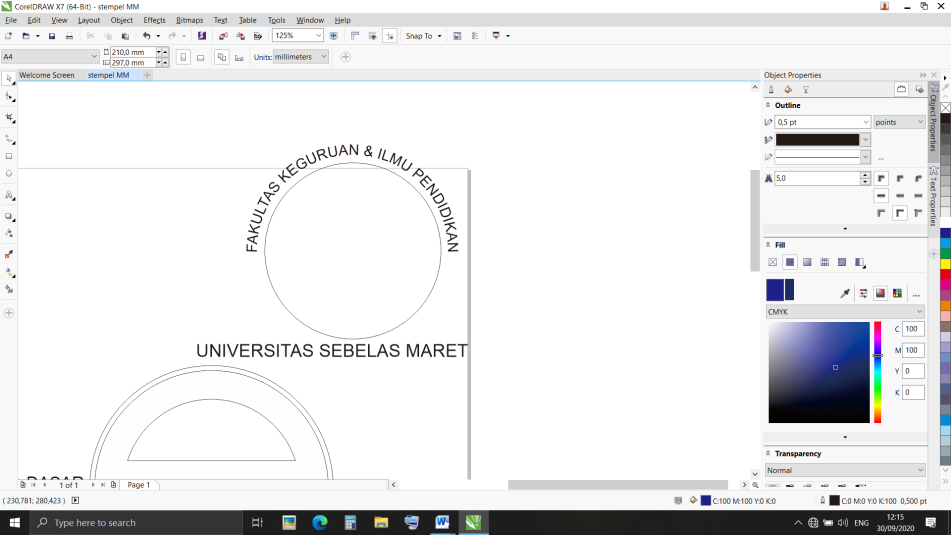 CorelDRAW X7 (64-Bit) - stempel MM
File Edit View Layout Object Effects Bitmaps Text Table Tools Window Help
125% Snap To
A4 210,0 mm Units: millimeters
297,0 mm
Welcome Screen stempel MM
Object Properties
Outline
0,5 pt points
...
5,0
Fill
...
CMYK
C 100
M 100
Y 0
K 0
Transparency
Normal
Object Properties
Text Properties
FAKULTAS KEGURUAN & ILMU PENDIDIKAN
UNIVERSITAS SEBELAS MARET
DASAR
1 of 1 Page 1
( 230,781; 280,423 ) C:100 M:100 Y:0 K:0 C:0 M:0 Y:0 K:100 0,500 pt
Type here to search ENG 12:15
30/09/2020